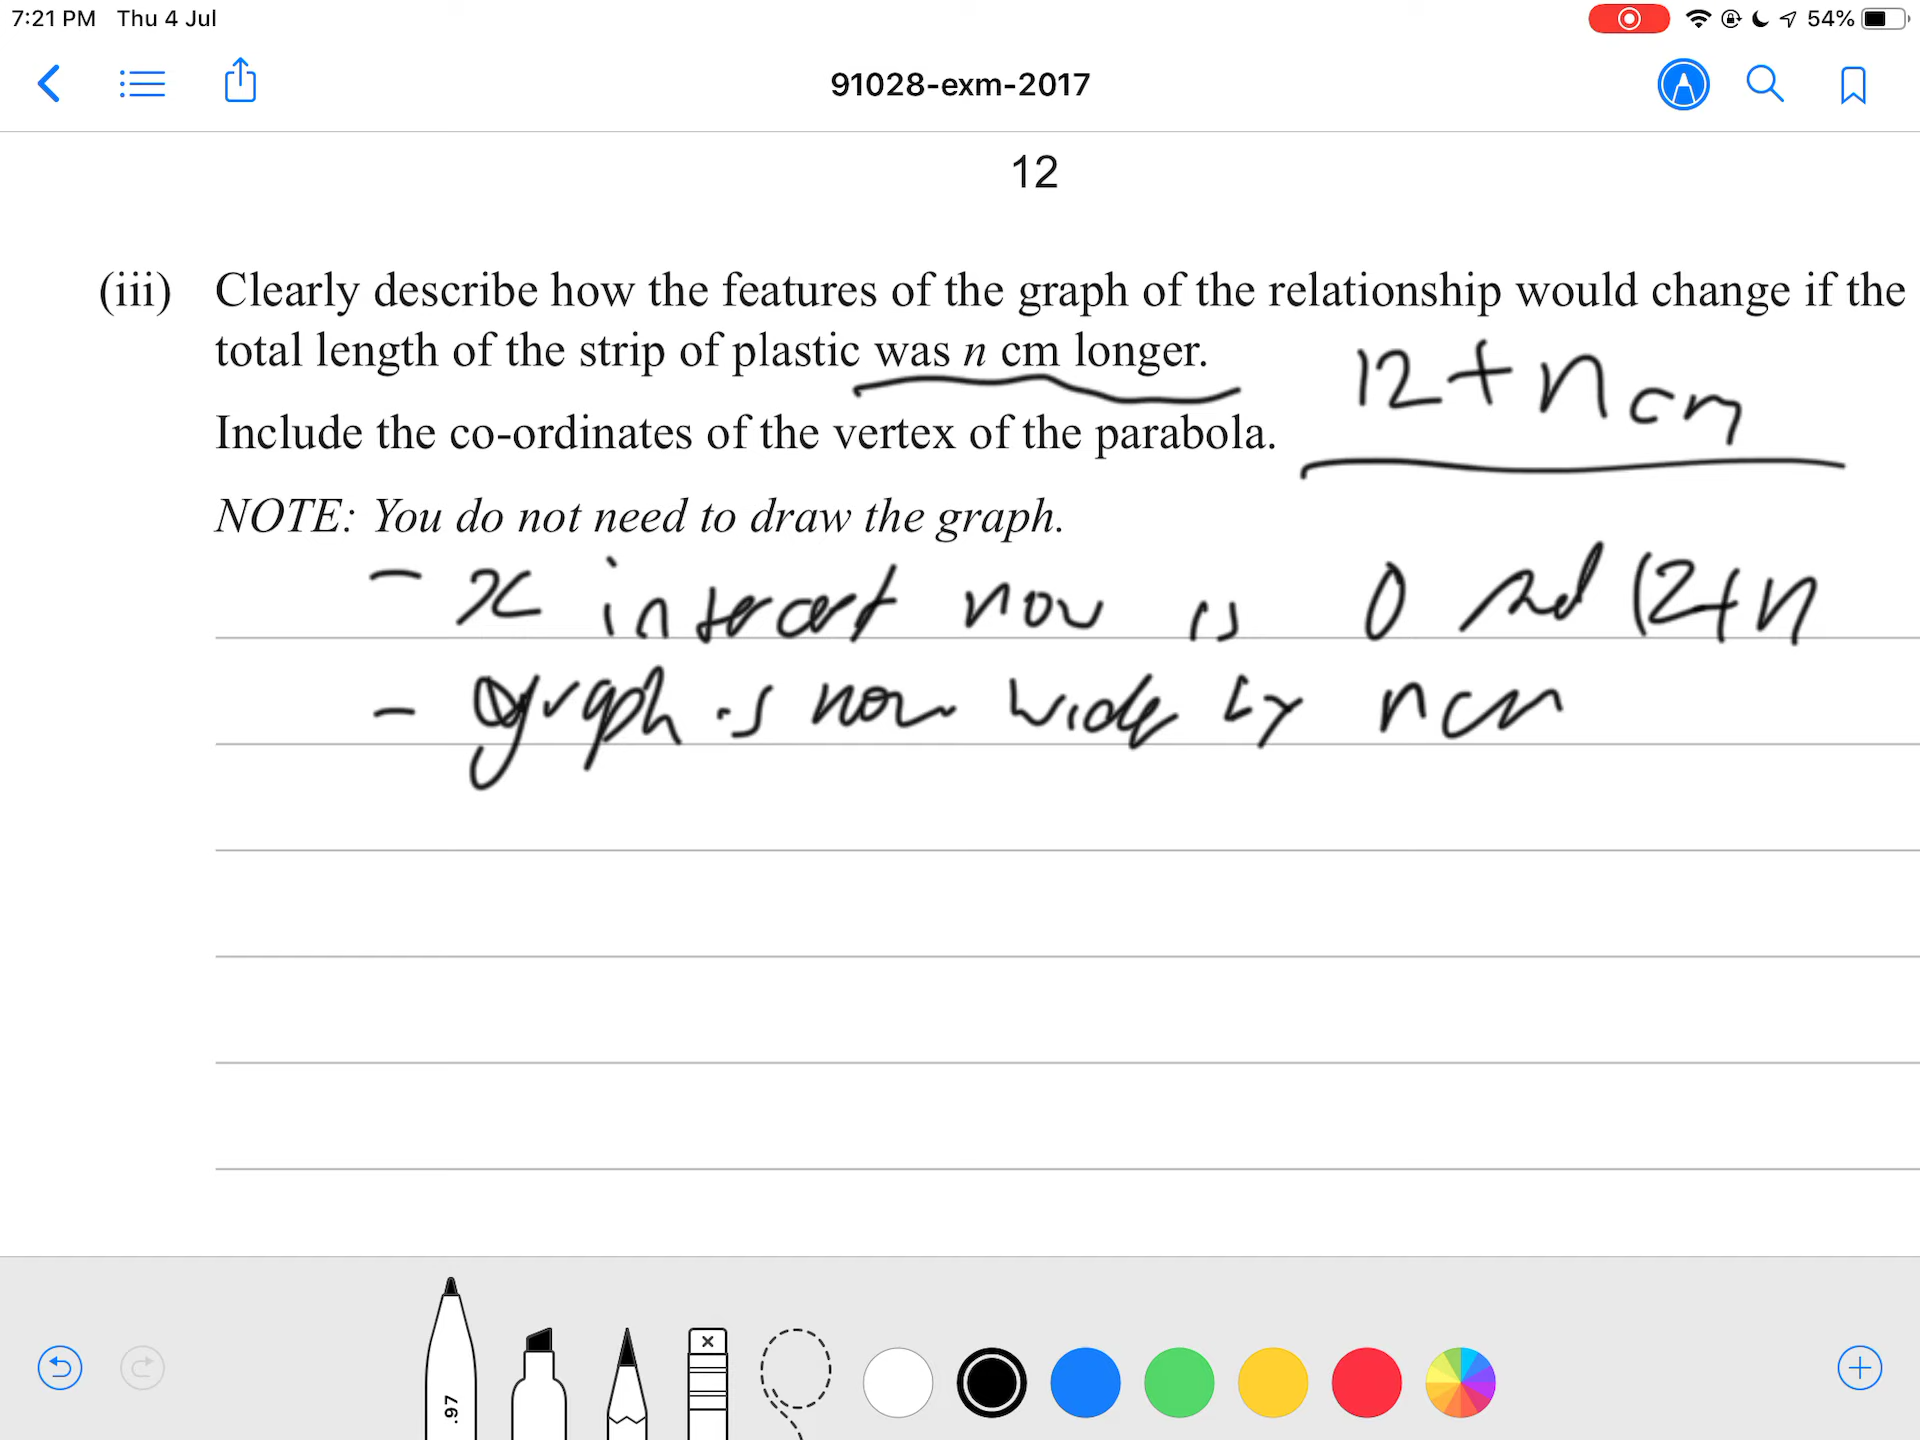 7:21 PM Thu 4 Jul
54%
91028-exm-2017
12
(iii) Clearly describe how the features of the graph of the relationship would change if the
total length of the strip of plastic was n cm longer.
12+n cm
Include the co-ordinates of the vertex of the parabola.
NOTE: You do not need to draw the graph.
- x intercept now is 0 and 12+n
- graph is now wider by n cm
.97